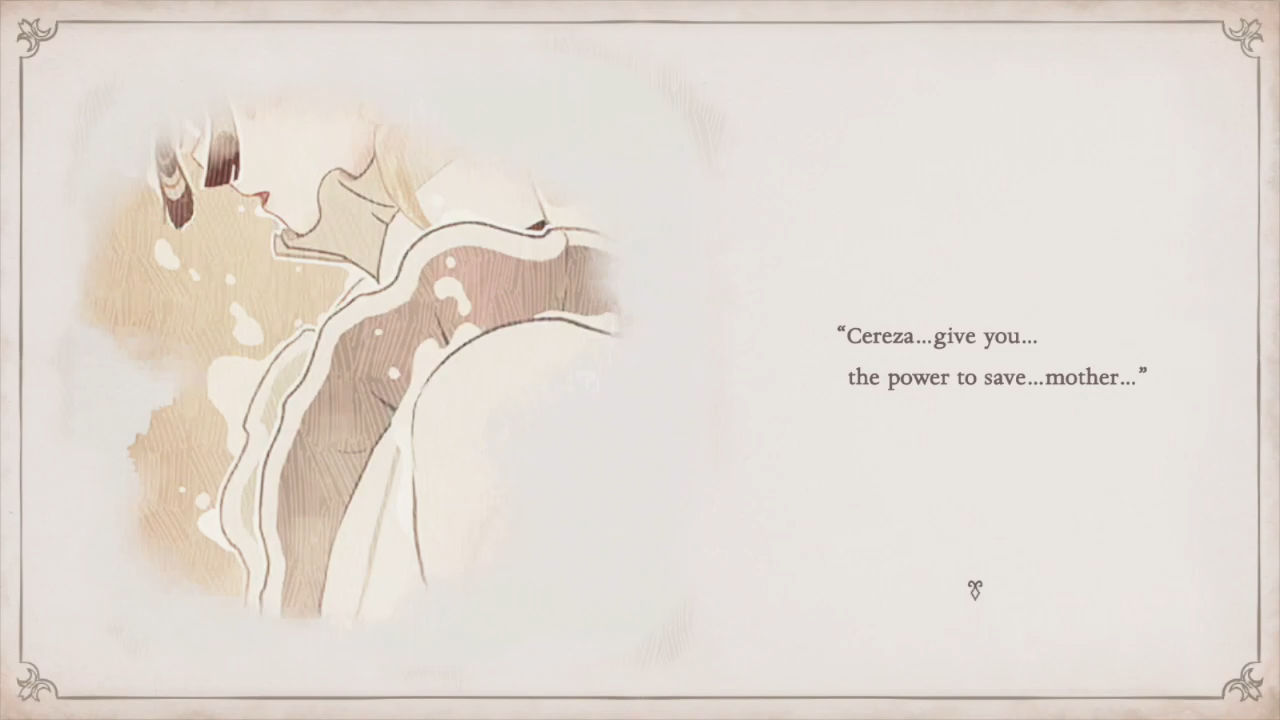 “Cereza...give you...
the power to save...mother...”